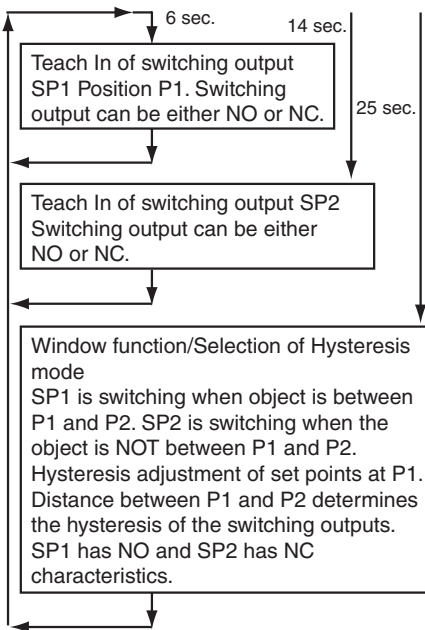 6 sec.
14 sec.
25 sec.
Teach In of switching output
SP1 Position P1. Switching
output can be either NO or NC.
Teach In of switching output SP2
Switching output can be either
NO or NC.
Window function/Selection of Hysteresis
mode
SP1 is switching when object is between
P1 and P2. SP2 is switching when the
object is NOT between P1 and P2.
Hysteresis adjustment of set points at P1.
Distance between P1 and P2 determines
the hysteresis of the switching outputs.
SP1 has NO and SP2 has NC
characteristics.